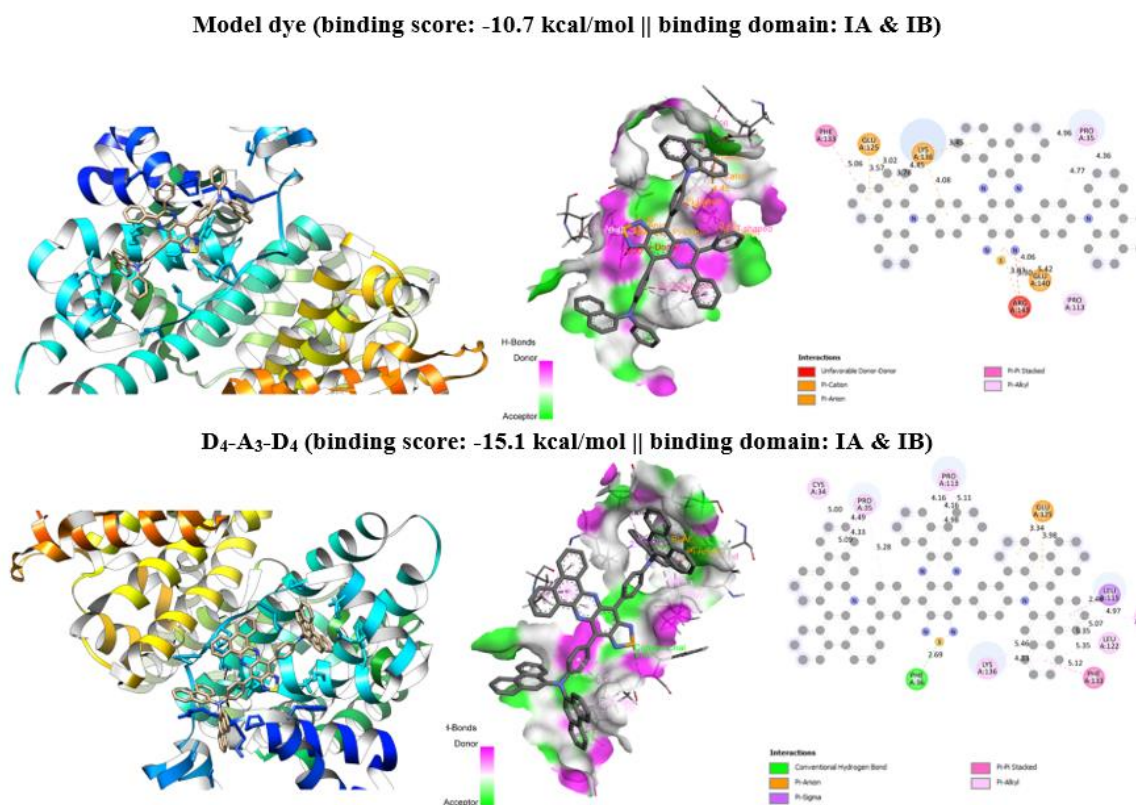 Model dye (binding score: -10.7 kcal/mol || binding domain: IA & IB)
H-Bonds
Donor
Acceptor
PHE
A:133
GLU
A:125
LYS
A:136
PRO
A:35
5.06
3.57
3.02
4.45
4.08
4.96
4.36
4.77
N
N
N
N
N
N
S
4.06
5.42
GLU
A:140
PRO
A:113
Interactions
Unfavorable Donor-Donor
Pi-Cation
Pi-Anion
Pi-Pi Stacked
Pi-Alkyl
D4-A3-D4 (binding score: -15.1 kcal/mol || binding domain: IA & IB)
H-Bonds
Donor
Acceptor
CYS
A:34
PRO
A:35
PRO
A:113
5.00
4.49
4.33
5.09
5.28
4.16
5.11
4.16
4.98
3.34
3.98
LEU
A:115
4.97
5.07
5.35
LEU
A:122
5.12
N
N
N
N
N
N
S
2.69
5.46
LYS
A:136
Interactions
Conventional Hydrogen Bond
Pi-Anion
Pi-Sigma
Pi-Pi Stacked
Pi-Alkyl